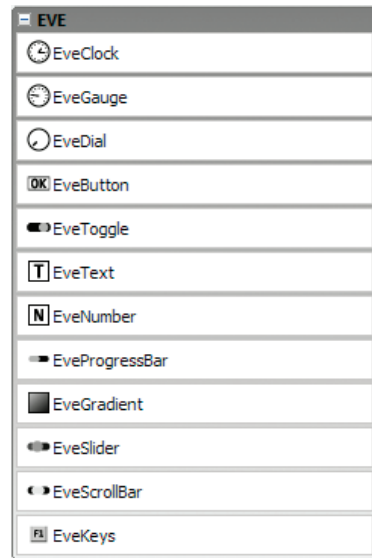 EVE
EveClock
EveGauge
EveDial
OK EveButton
EveToggle
T EveText
N EveNumber
EveProgressBar
EveGradient
EveSlider
EveScrollBar
F1 EveKeys